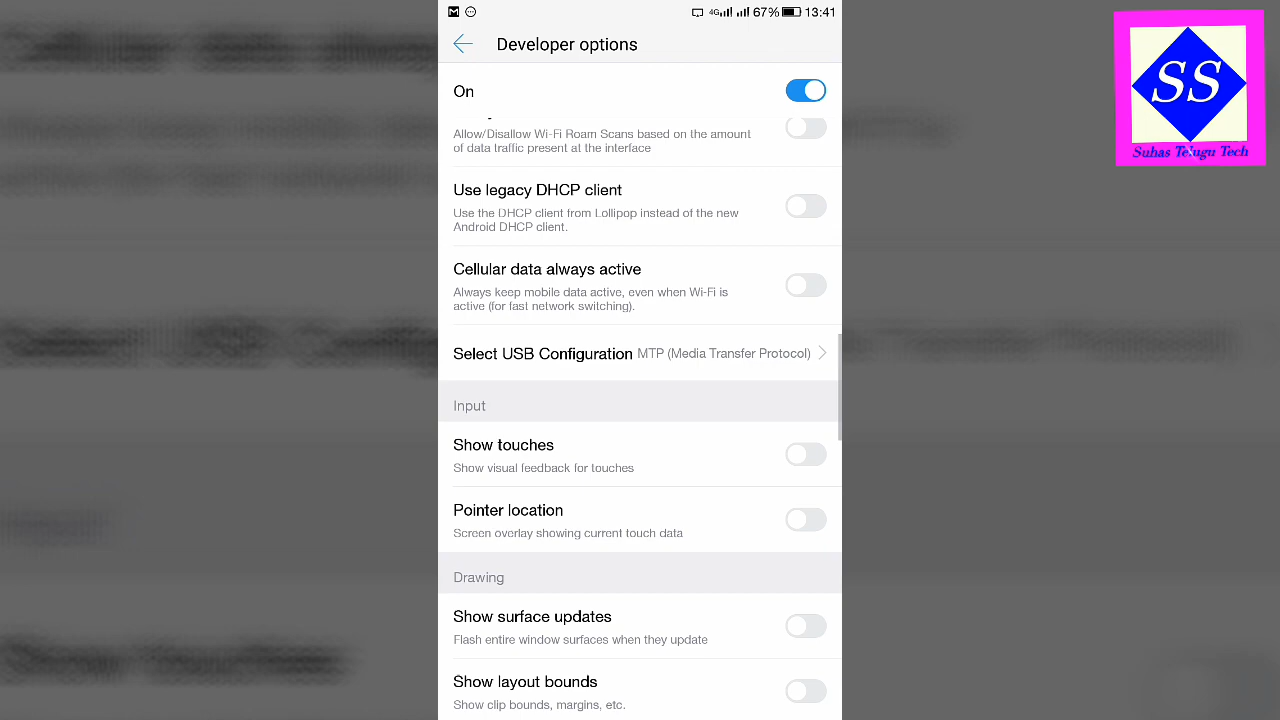 4G 67% 13:41
Developer options
On
Allow/Disallow Wi-Fi Roam Scans based on the amount
of data traffic present at the interface
Use legacy DHCP client
Use the DHCP client from Lollipop instead of the new
Android DHCP client.
Cellular data always active
Always keep mobile data active, even when Wi-Fi is
active (for fast network switching).
Select USB Configuration MTP (Media Transfer Protocol)
Input
Show touches
Show visual feedback for touches
Pointer location
Screen overlay showing current touch data
Drawing
Show surface updates
Flash entire window surfaces when they update
Show layout bounds
Show clip bounds, margins, etc.
SS
Suhas Telugu Tech